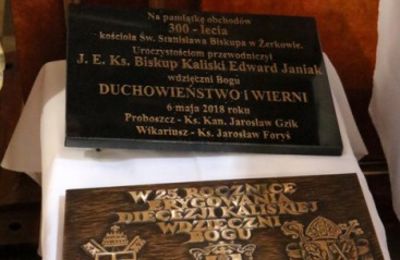 Na pamiątkę obchodów
300 - lecia
kościoła Św. Stanisława Biskupa w Żerkowie.
Uroczystościom przewodniczył
J. E. Ks. Biskup Kaliski Edward Janiak
wdzięczni Bogu
DUCHOWIEŃSTWO I WIERNI
6 maja 2018 roku
Proboszcz - Ks. Kan. Jarosław Gzik
Wikariusz - Ks. Jarosław Foryś
W 25 ROCZNICĘ
ERYGOWANIA
DIECEZJI KALISKIEJ
WDZIĘCZNI
BOGU